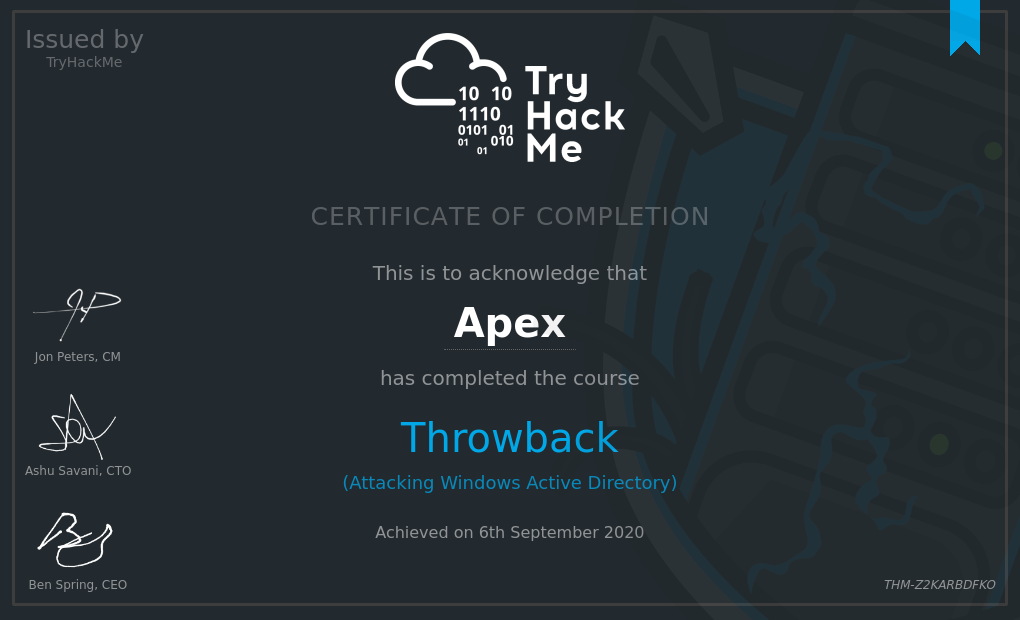 Issued by
TryHackMe
10 10
1110
0101 01
01 010
01
Try
Hack
Me
CERTIFICATE OF COMPLETION
This is to acknowledge that
Apex
has completed the course
Throwback
(Attacking Windows Active Directory)
Achieved on 6th September 2020
Jon Peters, CM
Ashu Savani, CTO
Ben Spring, CEO
THM-Z2KARBDFKO